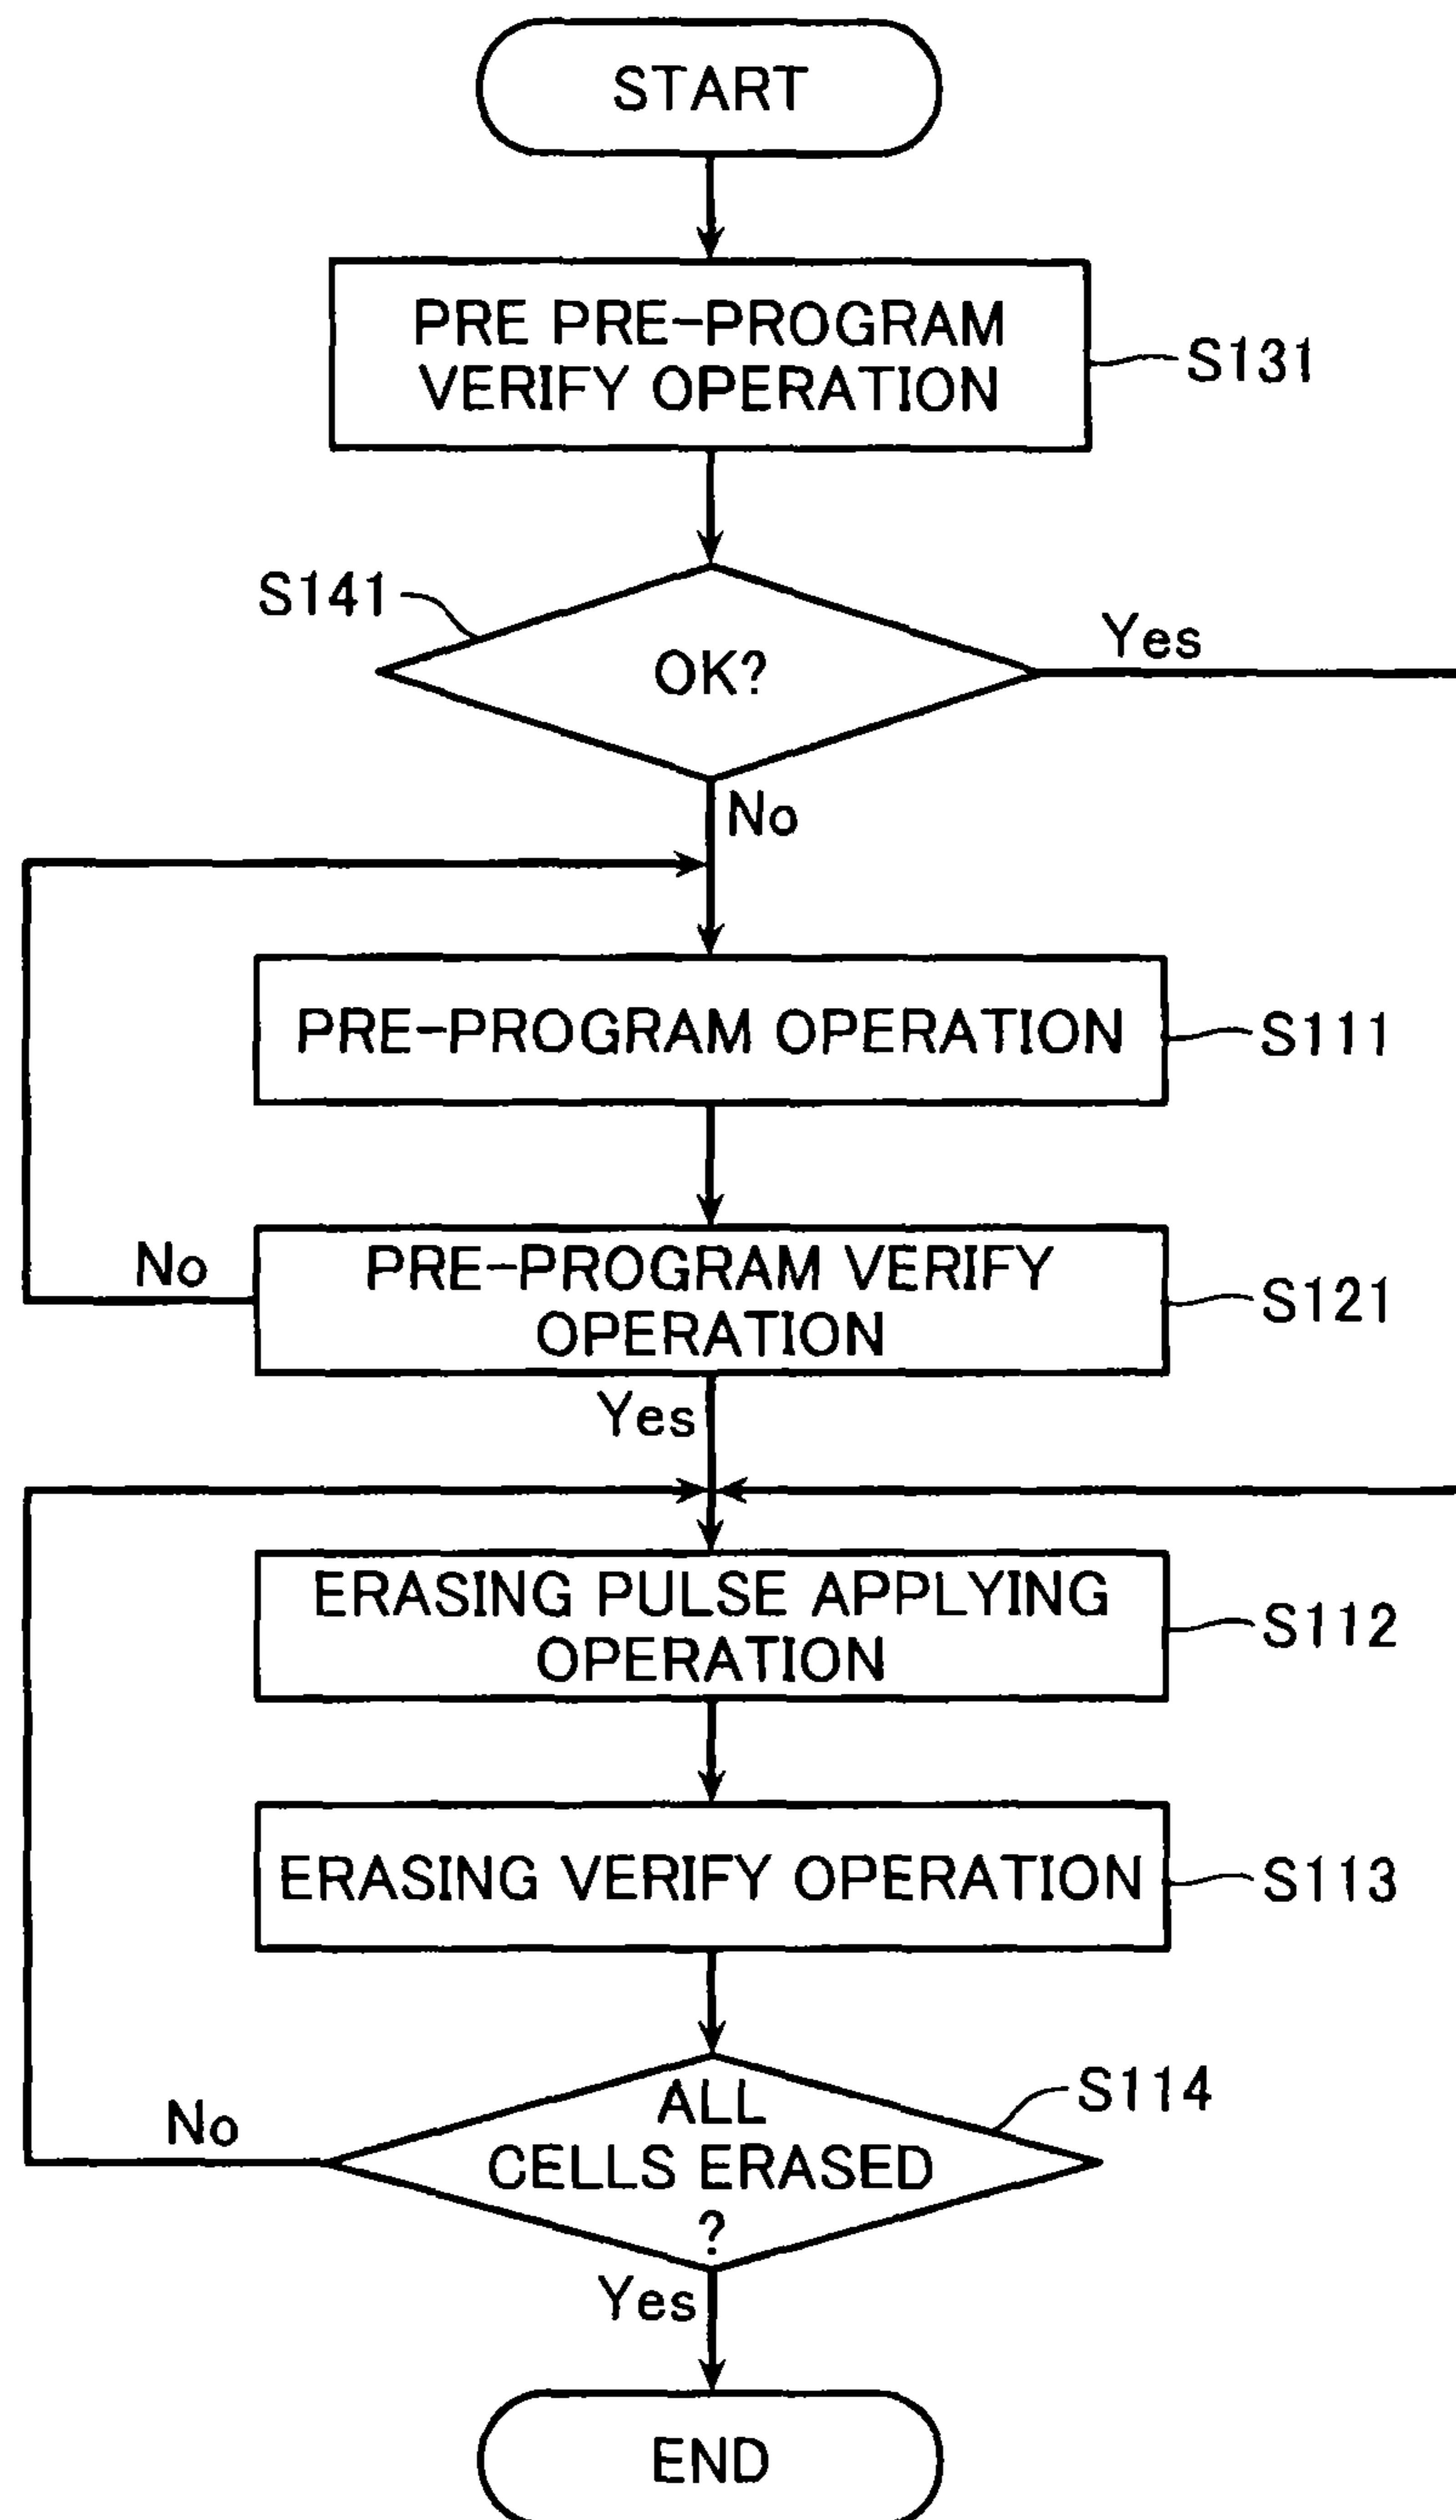 START
PRE PRE-PROGRAM
VERIFY OPERATION
S131
S141
OK?
Yes
No
PRE-PROGRAM OPERATION
S111
PRE-PROGRAM VERIFY
OPERATION
S121
No
Yes
ERASING PULSE APPLYING
OPERATION
S112
ERASING VERIFY OPERATION
S113
ALL
CELLS ERASED
?
S114
No
Yes
END